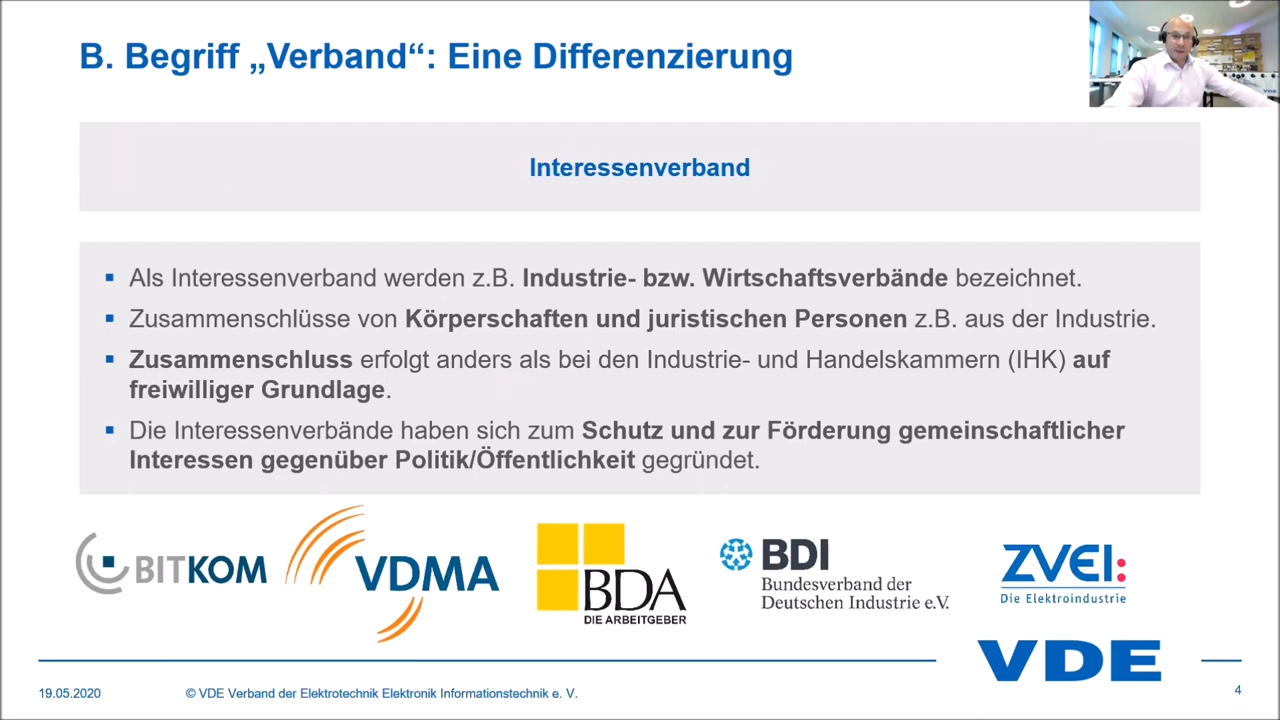 B. Begriff „Verband“: Eine Differenzierung
VDE
Interessenverband
▪ Als Interessenverband werden z.B. Industrie- bzw. Wirtschaftsverbände bezeichnet.
▪ Zusammenschlüsse von Körperschaften und juristischen Personen z.B. aus der Industrie.
▪ Zusammenschluss erfolgt anders als bei den Industrie- und Handelskammern (IHK) auf
freiwilliger Grundlage.
▪ Die Interessenverbände haben sich zum Schutz und zur Förderung gemeinschaftlicher
Interessen gegenüber Politik/Öffentlichkeit gegründet.
BITKOM
VDMA
BDA
DIE ARBEITGEBER
BDI
Bundesverband der
Deutschen Industrie e.V.
ZVEI:
Die Elektroindustrie
VDE
19.05.2020
© VDE Verband der Elektrotechnik Elektronik Informationstechnik e. V.
4